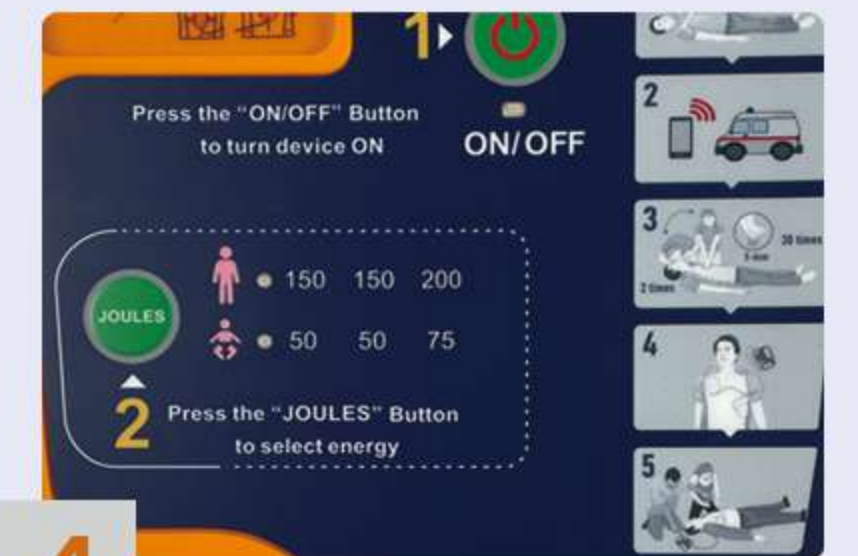 1
Press the "ON/OFF" Button
to turn device ON
ON/OFF
JOULES
150 150 200
50 50 75
2
Press the "JOULES" Button
to select energy
2
3
30 times
2 times
4
5